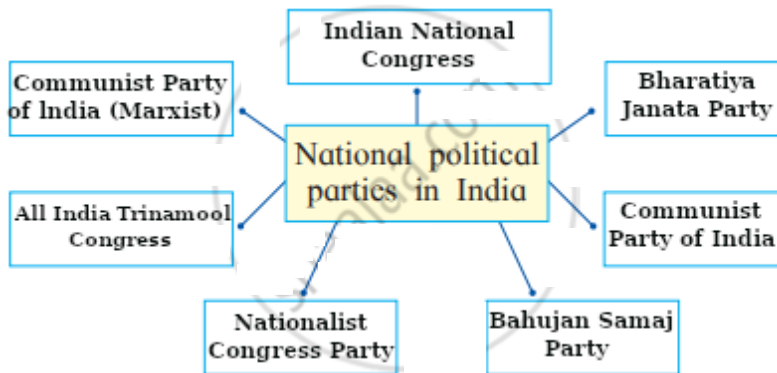 Indian National
Congress
Communist Party
of India (Marxist)
Bharatiya
Janata Party
National political
partics in India
All India Trinamool
Congress
Communist
Party of India
Nationalist
Congress Party
Bahujan Samaj
Party